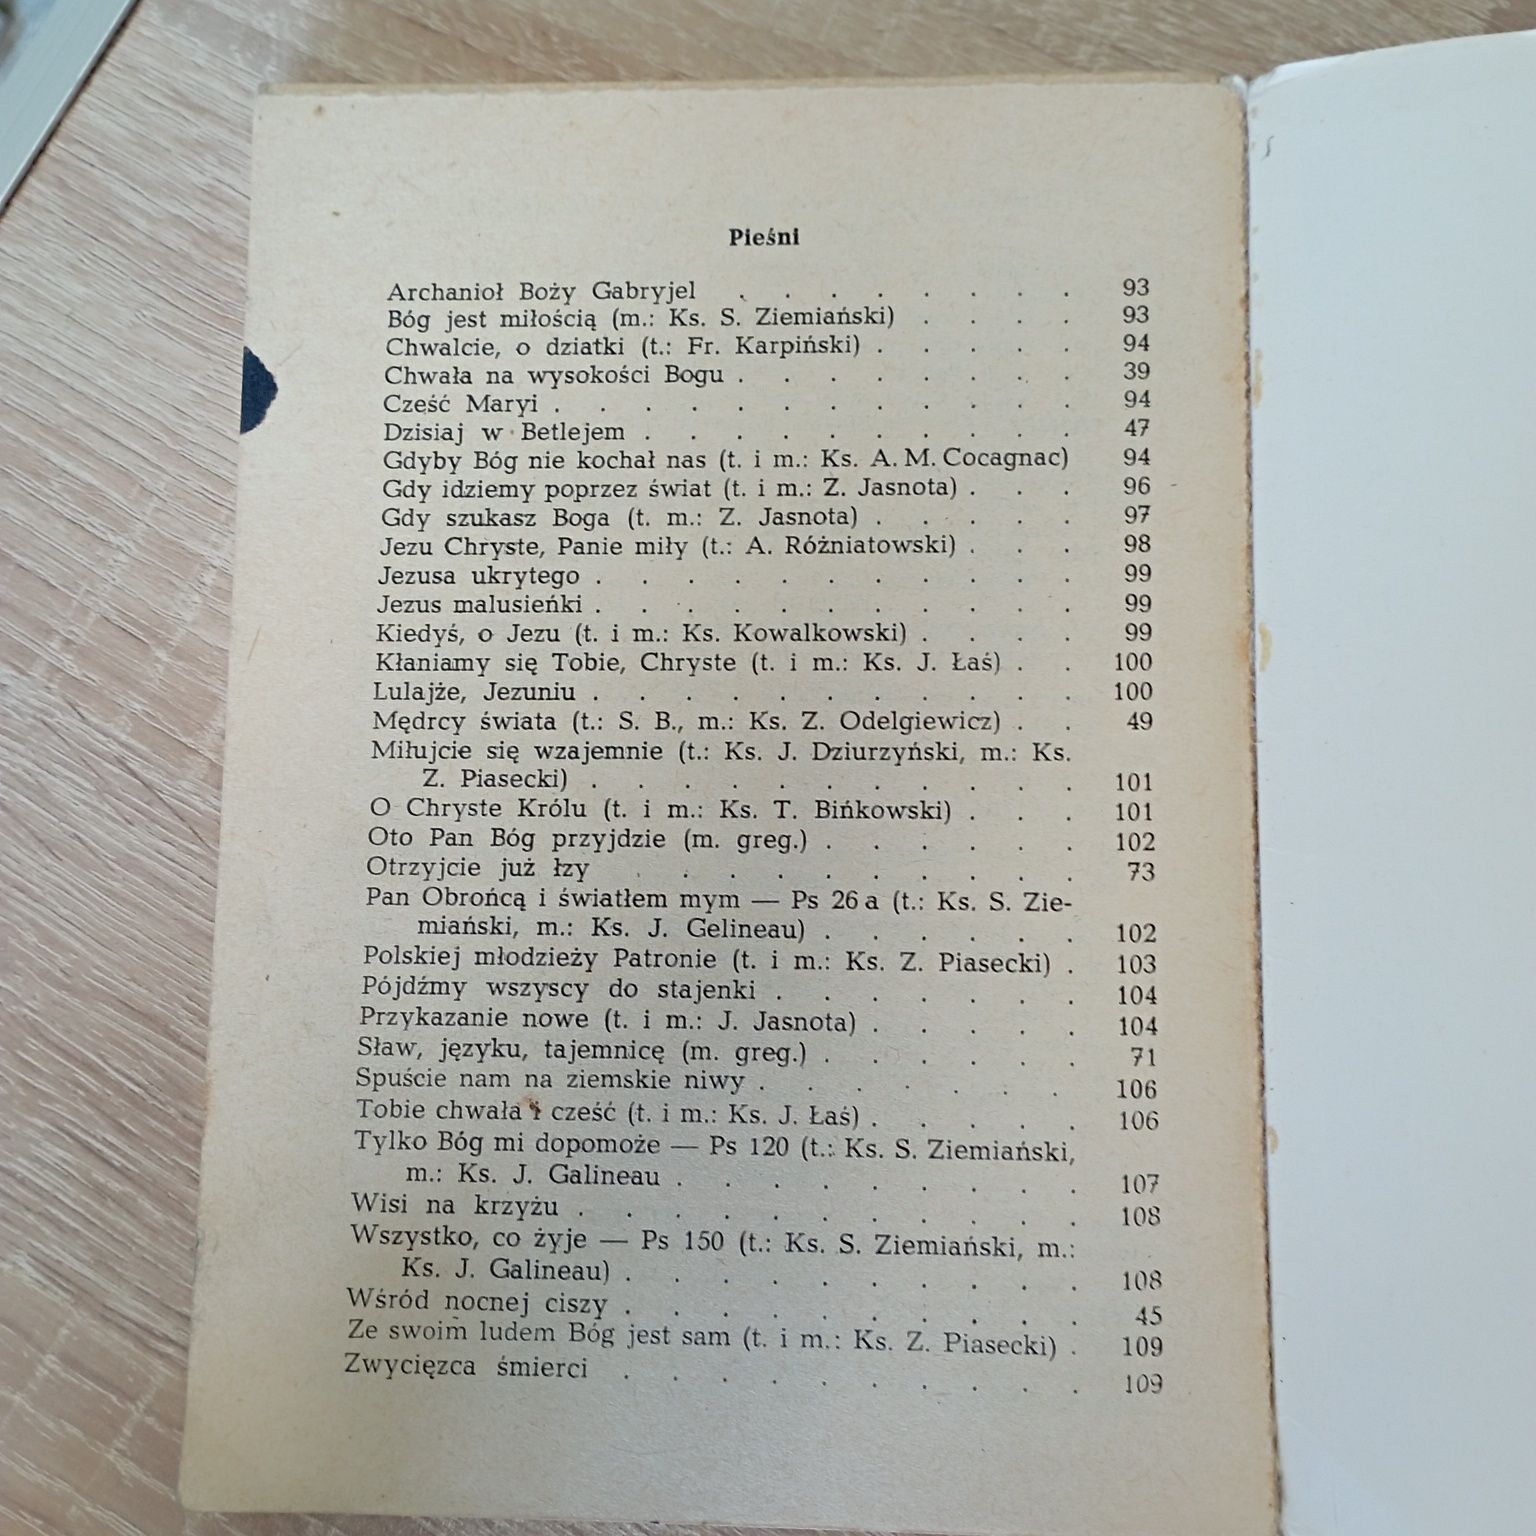 Pieśni
Archanioł Boży Gabryjel . . . . . . . . 93
Bóg jest miłością (m.: Ks. S. Ziemiański) . . . . 93
Chwalcie, o dziatki (t.: Fr. Karpiński) . . . . . 94
Chwała na wysokości Bogu . . . . . . . . 39
Cześć Maryi . . . . . . . . . . . . 94
Dzisiaj w Betlejem . . . . . . . . . . 47
Gdyby Bóg nie kochał nas (t. i m.: Ks. A. M. Cocagnac) 94
Gdy idziemy poprzez świat (t. i m.: Z. Jasnota) . . . 96
Gdy szukasz Boga (t. m.: Z. Jasnota) . . . . . 97
Jezu Chryste, Panie miły (t.: A. Różniatowski) . . . 98
Jezusa ukrytego . . . . . . . . . . . 99
Jezus malusieńki . . . . . . . . . . . 99
Kiedyś, o Jezu (t. i m.: Ks. Kowalkowski) . . . . 99
Kłaniamy się Tobie, Chryste (t. i m.: Ks. J. Łaś) . . 100
Lulajże, Jezuniu . . . . . . . . . . . 100
Mędrcy świata (t.: S. B., m.: Ks. Z. Odelgiewicz) . . 49
Miłujcie się wzajemnie (t.: Ks. J. Dziurzyński, m.: Ks.
Z. Piasecki) . . . . . . . . . . . 101
O Chryste Królu (t. i m.: Ks. T. Bińkowski) . . . 101
Oto Pan Bóg przyjdzie (m. greg.) . . . . . . 102
Otrzyjcie już łzy . . . . . . . . . . 73
Pan Obrońcą i światłem mym — Ps 26 a (t.: Ks. S. Zie-
miański, m.: Ks. J. Gelineau) . . . . . . 102
Polskiej młodzieży Patronie (t. i m.: Ks. Z. Piasecki) . 103
Pójdźmy wszyscy do stajenki . . . . . . . 104
Przykazanie nowe (t. i m.: J. Jasnota) . . . . . 104
Sław, języku, tajemnicę (m. greg.) . . . . . . 71
Spuście nam na ziemskie niwy . . . . . . . 106
Tobie chwała i cześć (t. i m.: Ks. J. Łaś) . . . . . 106
Tylko Bóg mi dopomoże — Ps 120 (t.: Ks. S. Ziemiański,
m.: Ks. J. Galineau . . . . . . . . . 107
Wisi na krzyżu . . . . . . . . . . . 108
Wszystko, co żyje — Ps 150 (t.: Ks. S. Ziemiański, m.:
Ks. J. Galineau) . . . . . . . . . . 108
Wśród nocnej ciszy . . . . . . . . . . 45
Ze swoim ludem Bóg jest sam (t. i m.: Ks. Z. Piasecki) . 109
Zwycięzca śmierci . . . . . . . . . . 109